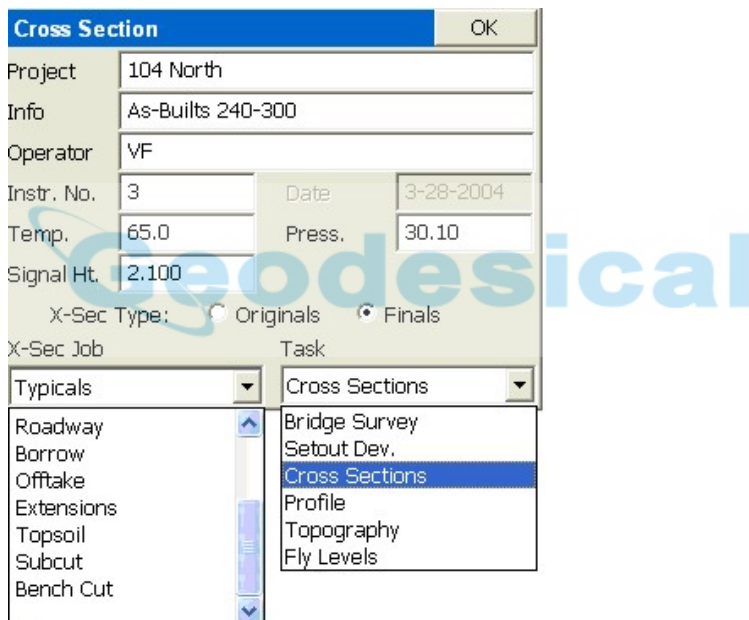 Cross Section OK
Project 104 North
Info As-Builts 240-300
Operator VF
Instr. No. 3 Date 3-28-2004
Temp. 65.0 Press. 30.10
Signal Ht. 2.100
Geodesical
X-Sec Type: Originals Finals
X-Sec Job Task
Typicals Cross Sections
Roadway
Borrow
Offtake
Extensions
Topsoil
Subcut
Bench Cut
Bridge Survey
Setout Dev.
Cross Sections
Profile
Topography
Fly Levels